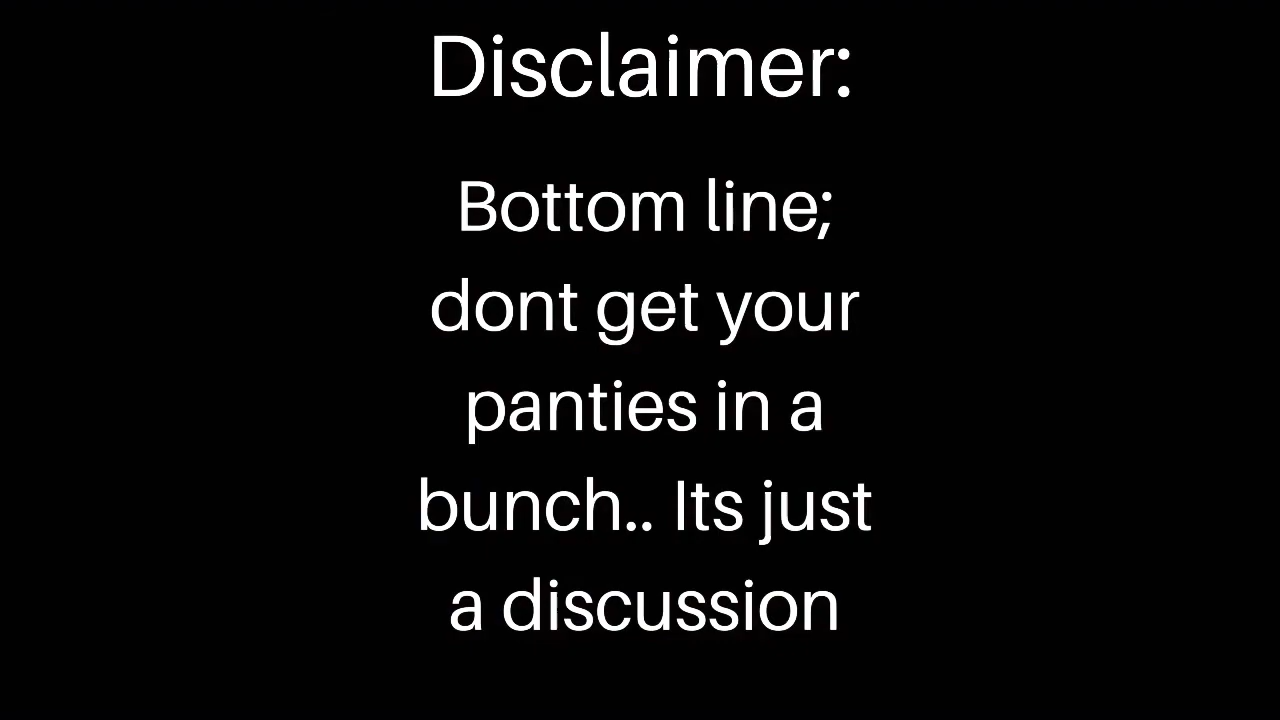 Disclaimer:
Bottom line;
dont get your
panties in a
bunch.. Its just
a discussion